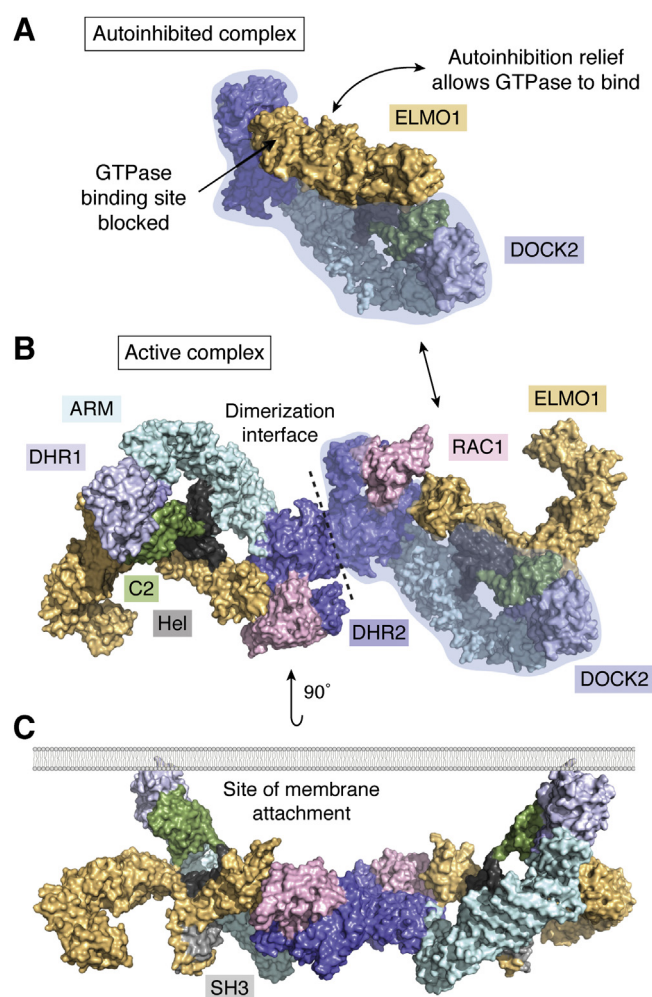 A
Autoinhibited complex
Autoinhibition relief
allows GTPase to bind
ELMO1
GTPase
binding site
blocked
DOCK2
B
Active complex
ARM
Dimerization
interface
ELMO1
DHR1
RAC1
C2
Hel
DHR2
DOCK2
90°
C
Site of membrane
attachment
SH3